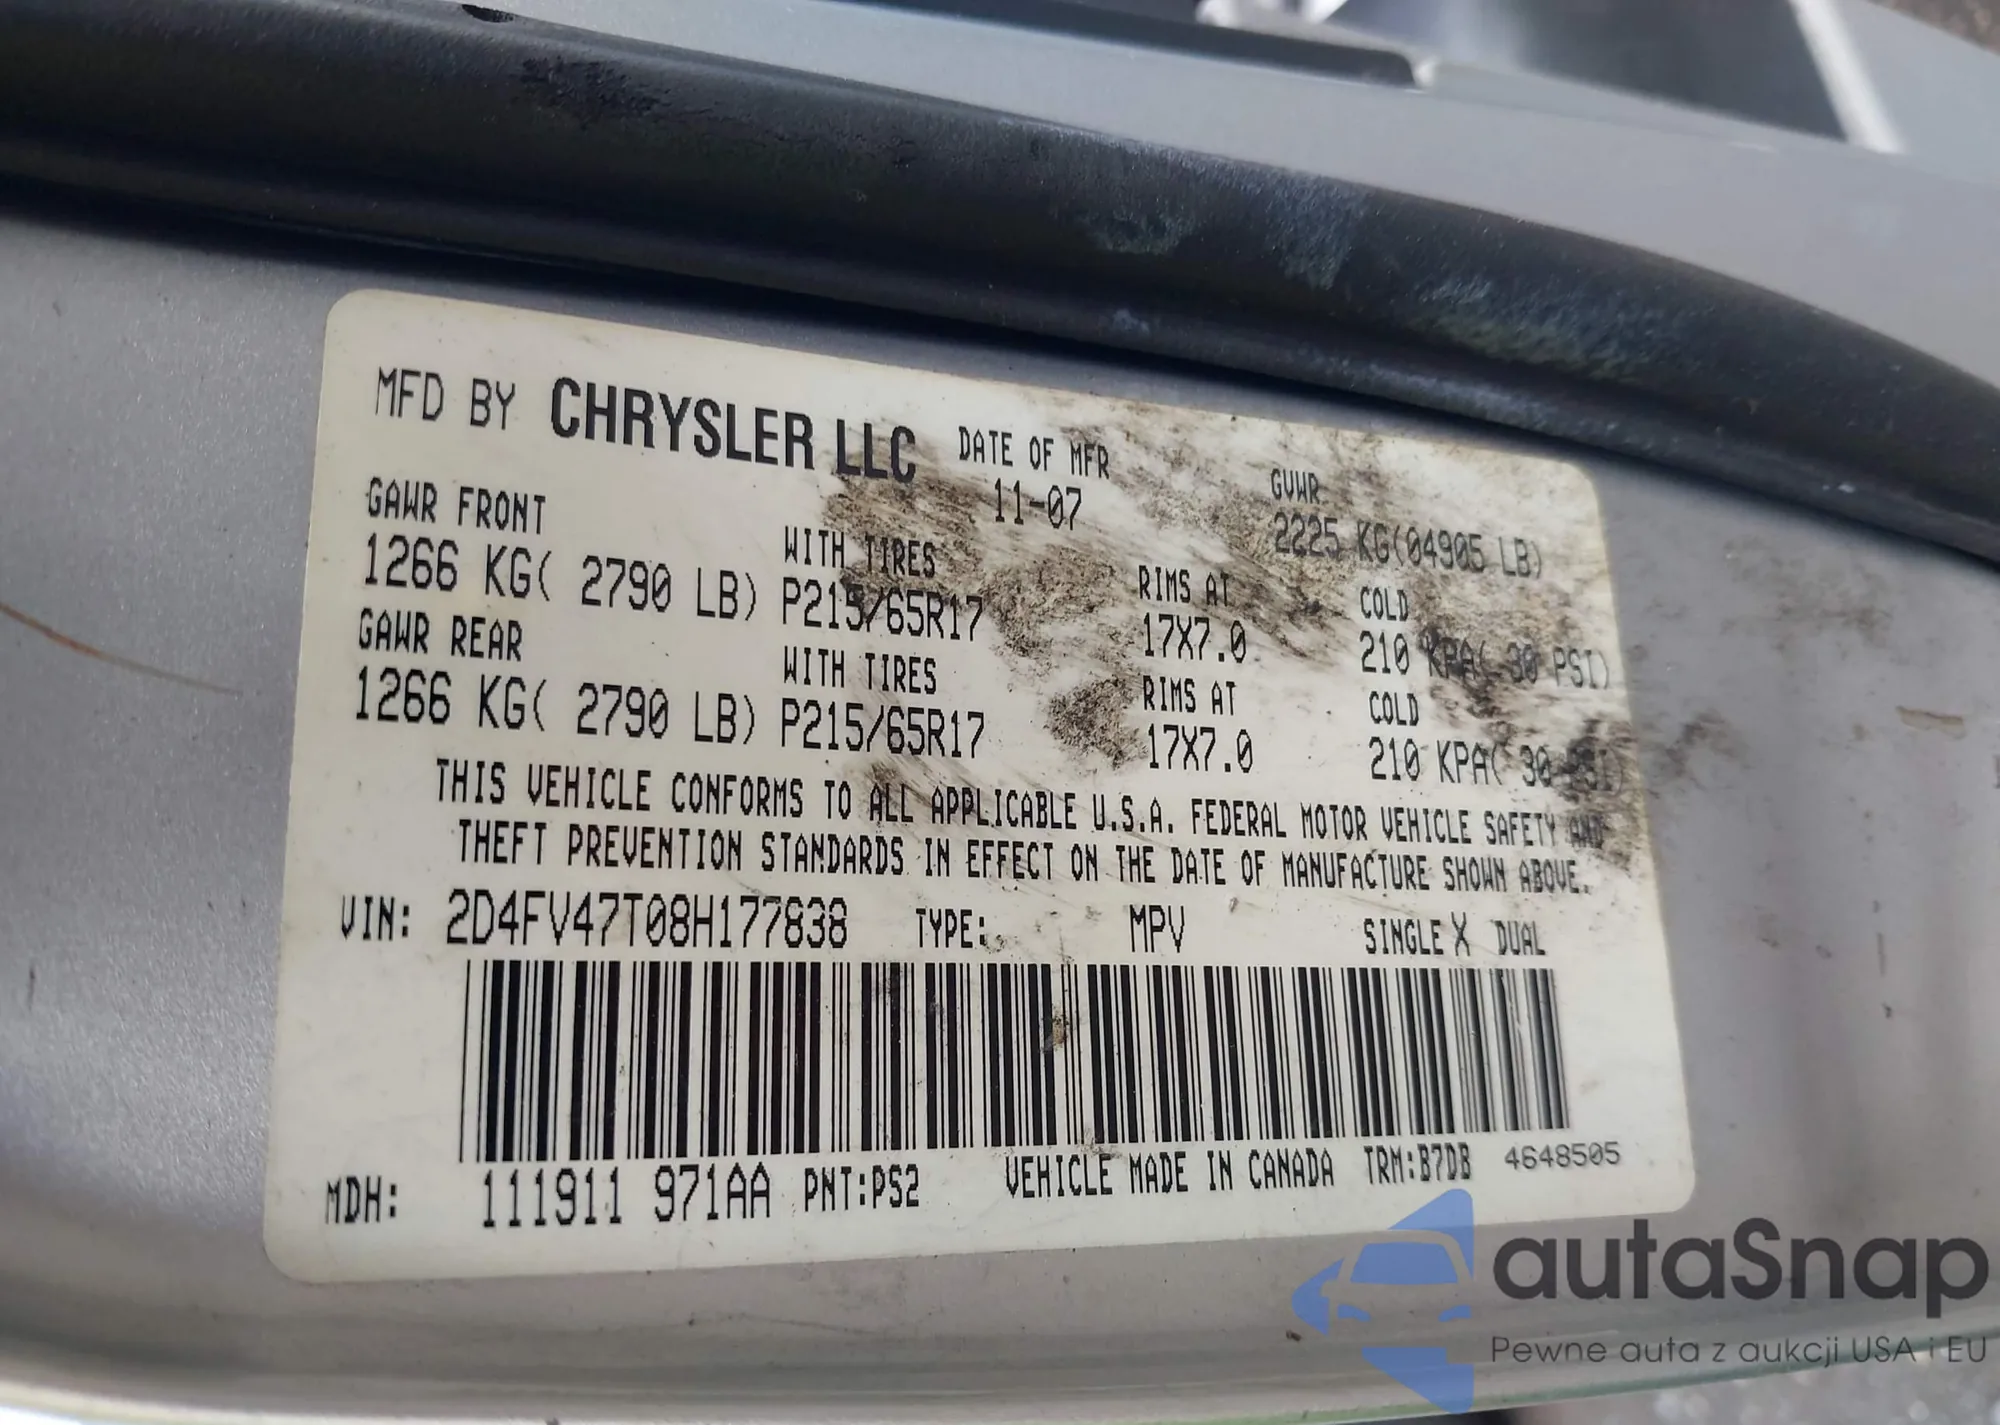 MFD BY CHRYSLER LLC DATE OF MFR GVWR
11-07 2225 KG(04905 LB)
GAWR FRONT WITH TIRES RIMS AT COLD
1266 KG( 2790 LB) P215/65R17 17X7.0 210 KPA( 30 PSI)
GAWR REAR WITH TIRES RIMS AT COLD
1266 KG( 2790 LB) P215/65R17 17X7.0 210 KPA( 30 PSI)
THIS VEHICLE CONFORMS TO ALL APPLICABLE U.S.A. FEDERAL MOTOR VEHICLE SAFETY AND
THEFT PREVENTION STANDARDS IN EFFECT ON THE DATE OF MANUFACTURE SHOWN ABOVE.
VIN: 2D4FV47T08H177838 TYPE: MPV SINGLE X DUAL
MDH: 111911 971AA PNT:PS2 VEHICLE MADE IN CANADA TRM:B7DB 4648505
autaSnap
Pewne auta z aukcji USA i EU